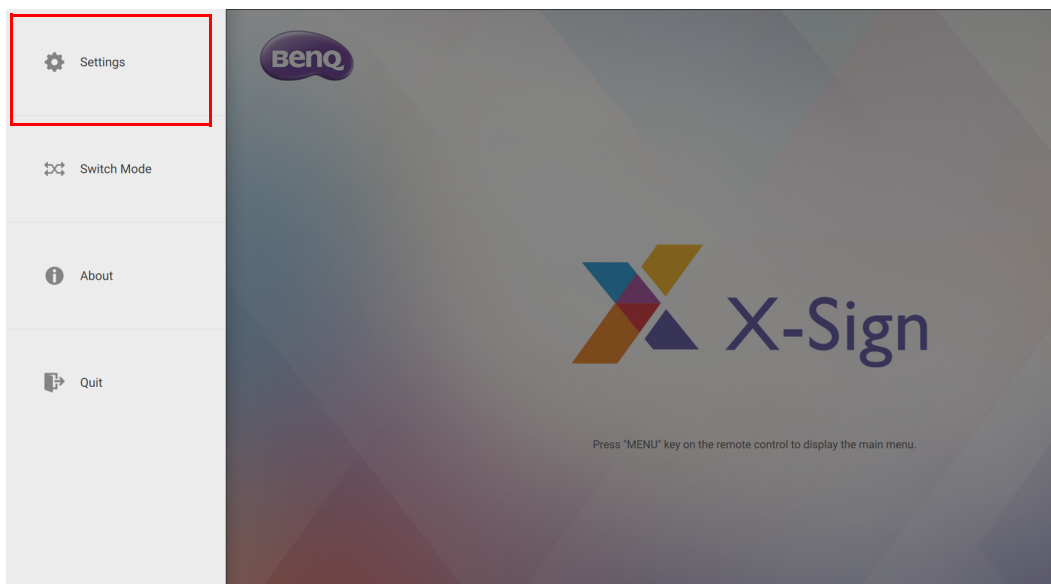 Settings
Switch Mode
About
Quit
BenQ
X-Sign
Press "MENU" key on the remote control to display the main menu.